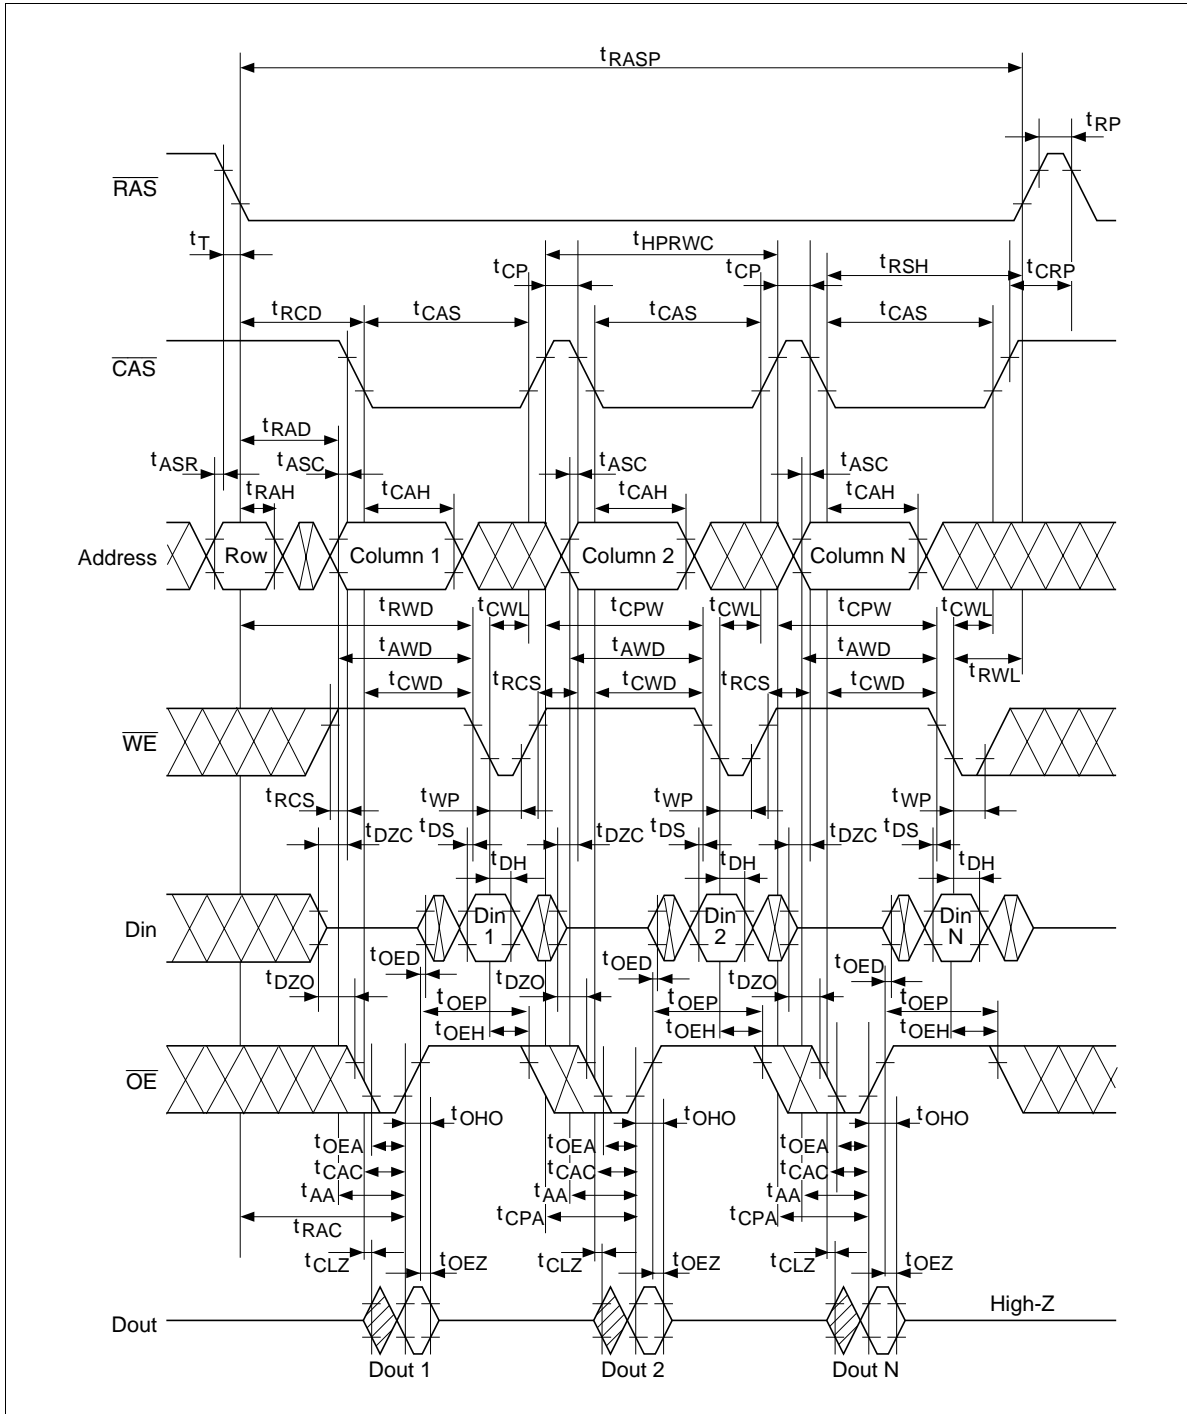 tRASP
tRP
RAS
tT
tHPRWC
tCP
tCP
tRSH
tCRP
tRCD
tCAS
tCAS
tCAS
CAS
tRAD
tASR
tASC
tASC
tASC
tRAH
tCAH
tCAH
tCAH
Address
Row
Column 1
Column 2
Column N
tRWD
tCWL
tCPW
tCWL
tCPW
tCWL
tAWD
tAWD
tAWD
tCWD
tRCS
tCWD
tRCS
tCWD
tRWL
WE
tRCS
tWP
tWP
tWP
tDZC
tDS
tDZC
tDS
tDZC
tDS
tDH
tDH
tDH
Din
Din 1
Din 2
Din N
tOED
tOED
tOED
tDZO
tDZO
tDZO
tOEP
tOEP
tOEP
tOEH
tOEH
tOEH
OE
tOHO
tOHO
tOHO
tOEA
tOEA
tOEA
tCAC
tCAC
tCAC
tAA
tAA
tAA
tRAC
tCPA
tCPA
tCLZ
tOEZ
tCLZ
tOEZ
tCLZ
tOEZ
High-Z
Dout
Dout 1
Dout 2
Dout N